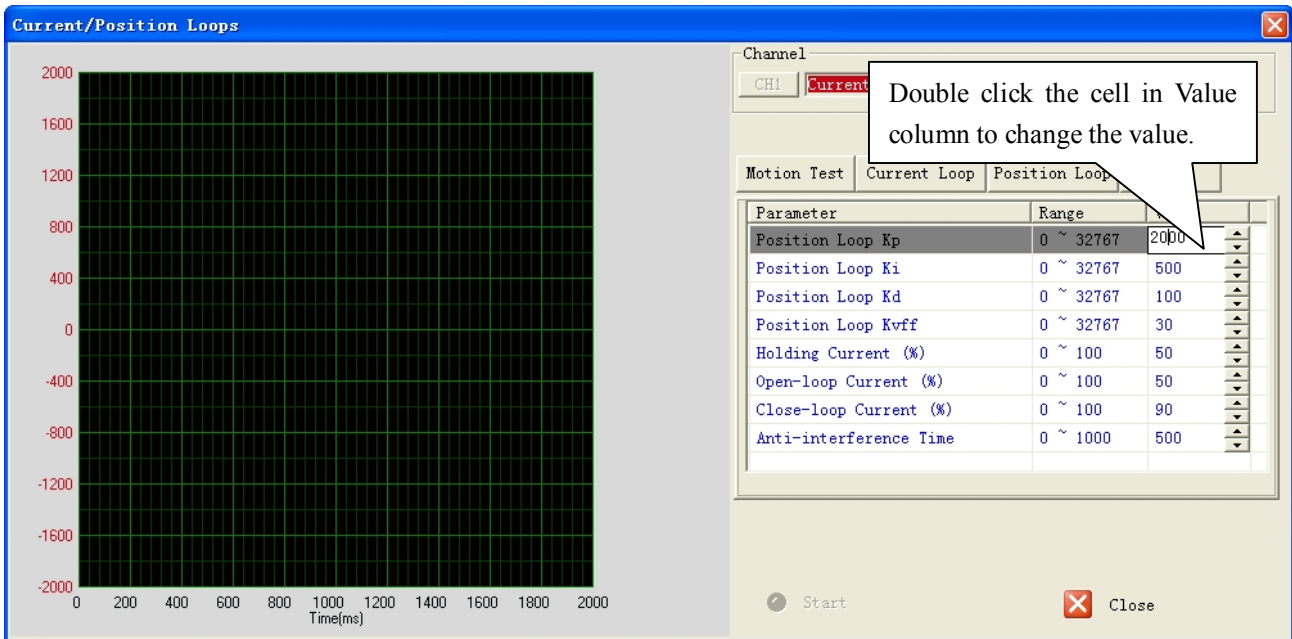 Current/Position Loops
2000
1600
1200
800
400
0
-400
-800
-1200
-1600
-2000
0 200 400 600 800 1000 1200 1400 1600 1800 2000
Time(ms)
Channel
CH1 Current
Double click the cell in Value
column to change the value.
Motion Test Current Loop Position Loop
Parameter Range
Position Loop Kp 0 ~ 32767 2000
Position Loop Ki 0 ~ 32767 500
Position Loop Kd 0 ~ 32767 100
Position Loop Kvff 0 ~ 32767 30
Holding Current (%) 0 ~ 100 50
Open-loop Current (%) 0 ~ 100 50
Close-loop Current (%) 0 ~ 100 90
Anti-interference Time 0 ~ 1000 500
Start Close